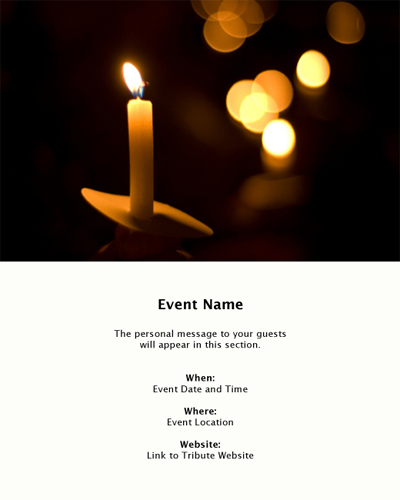 Event Name
The personal message to your guests
will appear in this section.
When:
Event Date and Time
Where:
Event Location
Website:
Link to Tribute Website